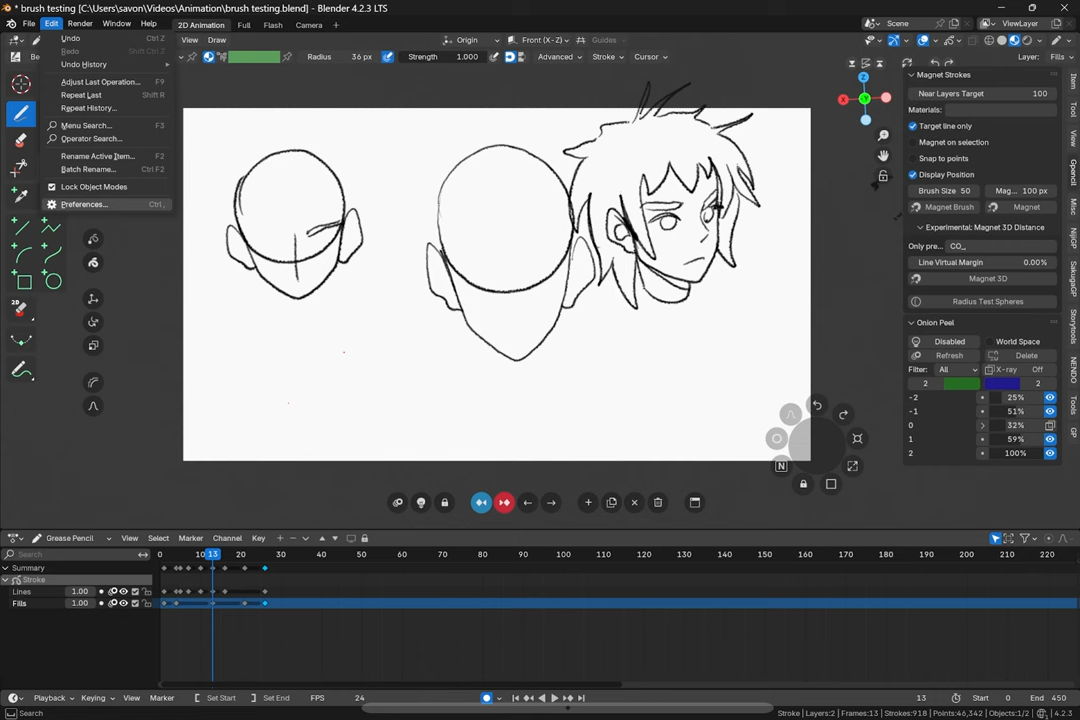 * brush testing [C:\users\savon\Videos\Animation\brush testing.blend] - Blender 4.2.3 LTS
File Edit Render Window Help 2D Animation Full Flash Camera + Scene ViewLayer
Undo Ctrl Z
Redo Shift Ctrl Z
Undo History
Adjust Last Operation... F9
Repeat Last Shift R
Repeat History...
Menu Search... F3
Operator Search...
Rename Active Item... F2
Batch Rename... Ctrl F2
Lock Object Modes
Preferences... Ctrl ,
View Draw Origin Front (X-Z) Guides
Radius 36 px Strength 1.000 Advanced Stroke Cursor Layer: Fills
2D
N
Z
Magnet Strokes
Near Layers Target 100
Materials:
Target line only
Magnet on selection
Snap to points
Display Position
Brush Size 50 Mag... 100 px
Magnet Brush Magnet
Experimental: Magnet 3D Distance
Only pre... CO_
Line Virtual Margin 0.00%
Magnet 3D
Radius Test Spheres
Onion Peel
Disabled World Space
Refresh Delete
Filter: All X-ray Off
2 2
-2 25%
-1 51%
0 32%
1 59%
2 100%
Item
Tool
View
Gpencil
Misc
NijiGP
SakugaGP
Storytools
NENDO
Tools
GP
Grease Pencil View Select Marker Channel Key
Search 0 10 13 20 30 40 50 60 70 80 90 100 110 120 130 140 150 160 170 180 190 200 210 220
Summary
Stroke
Lines 1.00
Fills 1.00
Playback Keying View Marker Set Start Set End FPS 24 13 Start 0 End 450
Search Stroke | Layers:2 | Frames:13 | Strokes:918 | Points:46,342 | Objects:1/2 | 4.2.3